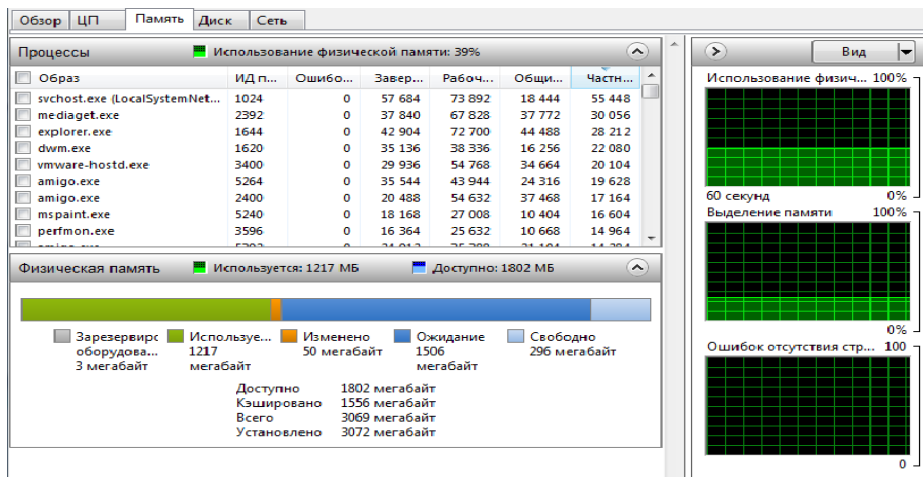 Обзор ЦП Память Диск Сеть
Процессы Использование физической памяти: 39%
Образ ИД п... Ошибо... Завер... Рабоч... Общи... Частн...
svchost.exe (LocalSystemNet... 1024 0 57 684 73 892 18 444 55 448
mediaget.exe 2392 0 37 840 67 828 37 772 30 056
explorer.exe 1644 0 42 904 72 700 44 488 28 212
dwm.exe 1620 0 35 136 38 336 16 256 22 080
vmware-hostd.exe 3400 0 29 936 54 768 34 664 20 104
amigo.exe 5264 0 35 544 43 944 24 316 19 628
amigo.exe 2400 0 20 488 54 632 37 468 17 164
mspaint.exe 5240 0 18 168 27 008 10 404 16 604
perfmon.exe 3596 0 16 364 25 632 10 668 14 964
Физическая память Используется: 1217 МБ Доступно: 1802 МБ
Зарезервирс Используе... Изменено Ожидание Свободно
оборудова... 1217 50 мегабайт 1506 296 мегабайт
3 мегабайт мегабайт мегабайт
Доступно 1802 мегабайт
Кэшировано 1556 мегабайт
Всего 3069 мегабайт
Установлено 3072 мегабайт
Вид
Использование физич... 100%
60 секунд 0%
Выделение памяти 100%
0%
Ошибок отсутствия стр... 100
0